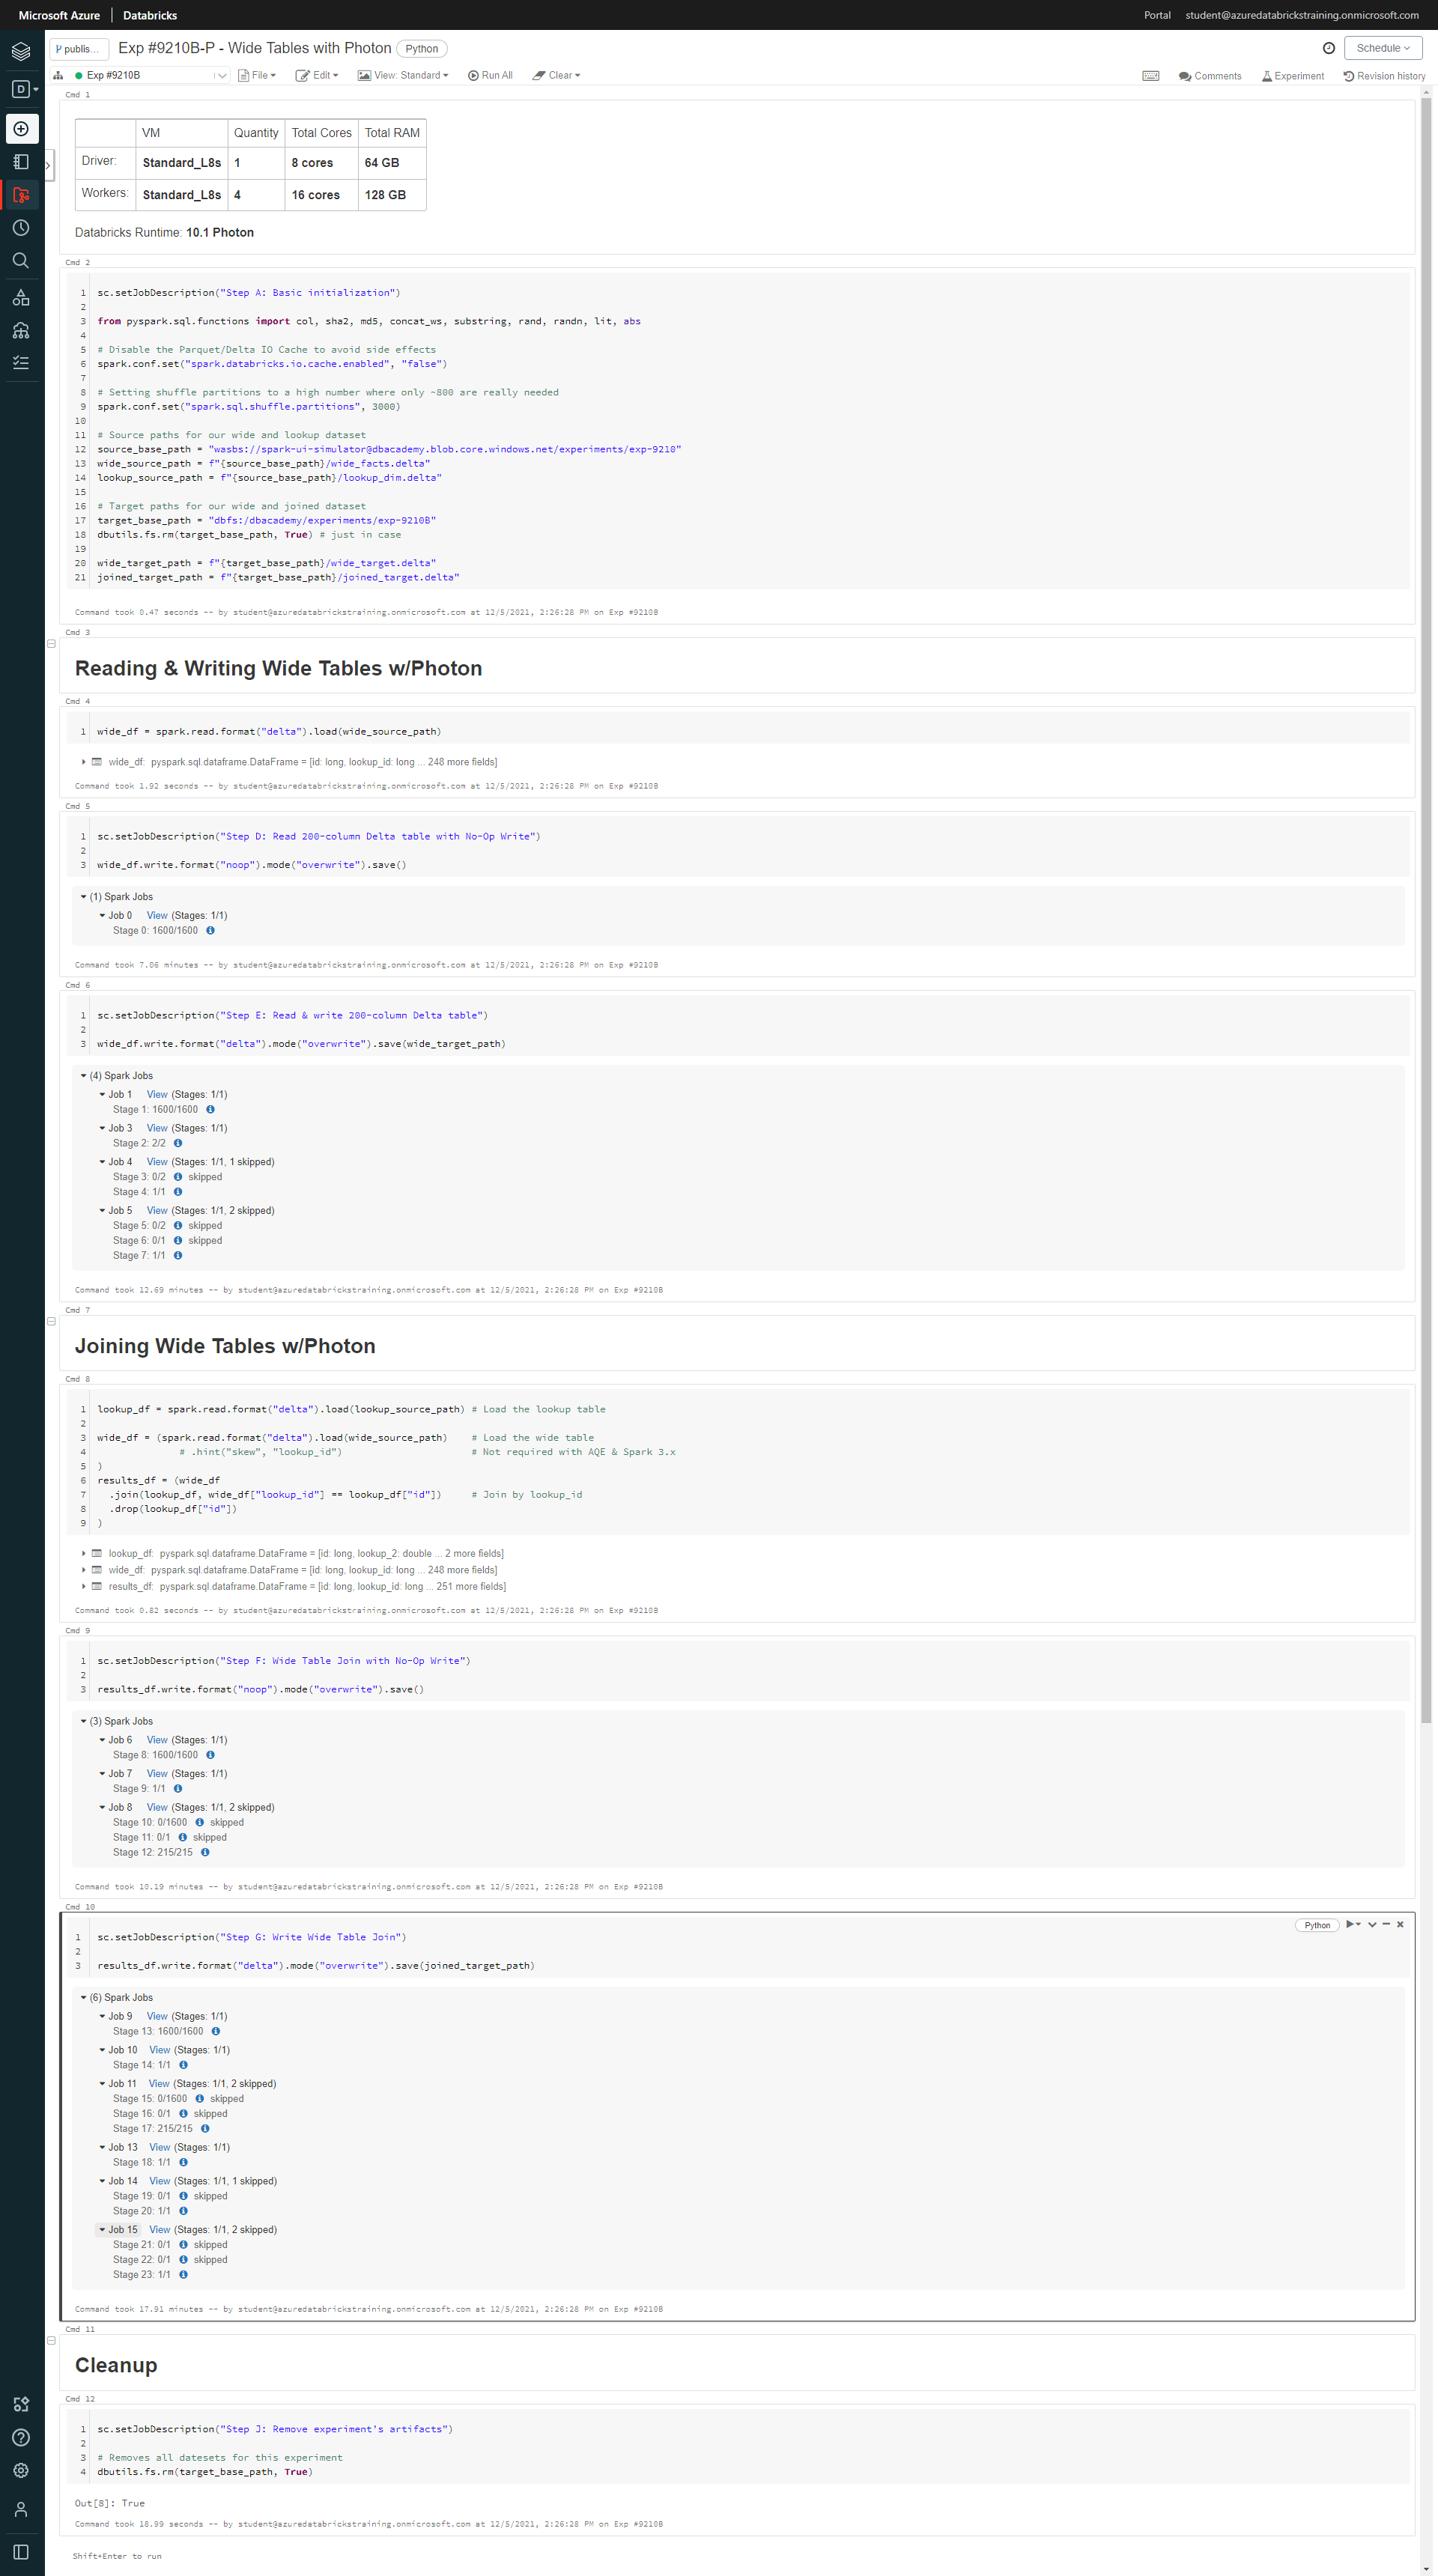 Microsoft Azure | Databricks
Portal student@azuredatabrickstraining.onmicrosoft.com
publis... Exp #9210B-P - Wide Tables with Photon Python
Schedule
Exp #9210B File Edit View: Standard Run All Clear
Comments Experiment Revision history
D
Cmd 1
VM Quantity Total Cores Total RAM
Driver: Standard_L8s 1 8 cores 64 GB
Workers: Standard_L8s 4 16 cores 128 GB
Databricks Runtime: 10.1 Photon
Cmd 2
1 sc.setJobDescription("Step A: Basic initialization")
2
3 from pyspark.sql.functions import col, sha2, md5, concat_ws, substring, rand, randn, lit, abs
4
5 # Disable the Parquet/Delta IO Cache to avoid side effects
6 spark.conf.set("spark.databricks.io.cache.enabled", "false")
7
8 # Setting shuffle partitions to a high number where only ~800 are really needed
9 spark.conf.set("spark.sql.shuffle.partitions", 3000)
10
11 # Source paths for our wide and lookup dataset
12 source_base_path = "wasbs://spark-ui-simulator@dbacademy.blob.core.windows.net/experiments/exp-9210"
13 wide_source_path = f"{source_base_path}/wide_facts.delta"
14 lookup_source_path = f"{source_base_path}/lookup_dim.delta"
15
16 # Target paths for our wide and joined dataset
17 target_base_path = "dbfs:/dbacademy/experiments/exp-9210B"
18 dbutils.fs.rm(target_base_path, True) # just in case
19
20 wide_target_path = f"{target_base_path}/wide_target.delta"
21 joined_target_path = f"{target_base_path}/joined_target.delta"
Command took 0.47 seconds -- by student@azuredatabrickstraining.onmicrosoft.com at 12/5/2021, 2:26:28 PM on Exp #9210B
Cmd 3
Reading & Writing Wide Tables w/Photon
Cmd 4
1 wide_df = spark.read.format("delta").load(wide_source_path)
wide_df: pyspark.sql.dataframe.DataFrame = [id: long, lookup_id: long ... 248 more fields]
Command took 1.92 seconds -- by student@azuredatabrickstraining.onmicrosoft.com at 12/5/2021, 2:26:28 PM on Exp #9210B
Cmd 5
1 sc.setJobDescription("Step D: Read 200-column Delta table with No-Op Write")
2
3 wide_df.write.format("noop").mode("overwrite").save()
(1) Spark Jobs
Job 0 View (Stages: 1/1)
Stage 0: 1600/1600
Command took 7.06 minutes -- by student@azuredatabrickstraining.onmicrosoft.com at 12/5/2021, 2:26:28 PM on Exp #9210B
Cmd 6
1 sc.setJobDescription("Step E: Read & write 200-column Delta table")
2
3 wide_df.write.format("delta").mode("overwrite").save(wide_target_path)
(4) Spark Jobs
Job 1 View (Stages: 1/1)
Stage 1: 1600/1600
Job 3 View (Stages: 1/1)
Stage 2: 2/2
Job 4 View (Stages: 1/1, 1 skipped)
Stage 3: 0/2 skipped
Stage 4: 1/1
Job 5 View (Stages: 1/1, 2 skipped)
Stage 5: 0/2 skipped
Stage 6: 0/1 skipped
Stage 7: 1/1
Command took 12.69 minutes -- by student@azuredatabrickstraining.onmicrosoft.com at 12/5/2021, 2:26:28 PM on Exp #9210B
Cmd 7
Joining Wide Tables w/Photon
Cmd 8
1 lookup_df = spark.read.format("delta").load(lookup_source_path) # Load the lookup table
2
3 wide_df = (spark.read.format("delta").load(wide_source_path) # Load the wide table
4 # .hint("skew", "lookup_id") # Not required with AQE & Spark 3.x
5 )
6 results_df = (wide_df
7 .join(lookup_df, wide_df["lookup_id"] == lookup_df["id"]) # Join by lookup_id
8 .drop(lookup_df["id"])
9 )
lookup_df: pyspark.sql.dataframe.DataFrame = [id: long, lookup_2: double ... 2 more fields]
wide_df: pyspark.sql.dataframe.DataFrame = [id: long, lookup_id: long ... 248 more fields]
results_df: pyspark.sql.dataframe.DataFrame = [id: long, lookup_id: long ... 251 more fields]
Command took 0.82 seconds -- by student@azuredatabrickstraining.onmicrosoft.com at 12/5/2021, 2:26:28 PM on Exp #9210B
Cmd 9
1 sc.setJobDescription("Step F: Wide Table Join with No-Op Write")
2
3 results_df.write.format("noop").mode("overwrite").save()
(3) Spark Jobs
Job 6 View (Stages: 1/1)
Stage 8: 1600/1600
Job 7 View (Stages: 1/1)
Stage 9: 1/1
Job 8 View (Stages: 1/1, 2 skipped)
Stage 10: 0/1600 skipped
Stage 11: 0/1 skipped
Stage 12: 215/215
Command took 10.19 minutes -- by student@azuredatabrickstraining.onmicrosoft.com at 12/5/2021, 2:26:28 PM on Exp #9210B
Cmd 10
Python
1 sc.setJobDescription("Step G: Write Wide Table Join")
2
3 results_df.write.format("delta").mode("overwrite").save(joined_target_path)
(6) Spark Jobs
Job 9 View (Stages: 1/1)
Stage 13: 1600/1600
Job 10 View (Stages: 1/1)
Stage 14: 1/1
Job 11 View (Stages: 1/1, 2 skipped)
Stage 15: 0/1600 skipped
Stage 16: 0/1 skipped
Stage 17: 215/215
Job 13 View (Stages: 1/1)
Stage 18: 1/1
Job 14 View (Stages: 1/1, 1 skipped)
Stage 19: 0/1 skipped
Stage 20: 1/1
Job 15 View (Stages: 1/1, 2 skipped)
Stage 21: 0/1 skipped
Stage 22: 0/1 skipped
Stage 23: 1/1
Command took 17.91 minutes -- by student@azuredatabrickstraining.onmicrosoft.com at 12/5/2021, 2:26:28 PM on Exp #9210B
Cmd 11
Cleanup
Cmd 12
1 sc.setJobDescription("Step J: Remove experiment's artifacts")
2
3 # Removes all datesets for this experiment
4 dbutils.fs.rm(target_base_path, True)
Out[8]: True
Command took 18.99 seconds -- by student@azuredatabrickstraining.onmicrosoft.com at 12/5/2021, 2:26:28 PM on Exp #9210B
Shift+Enter to run